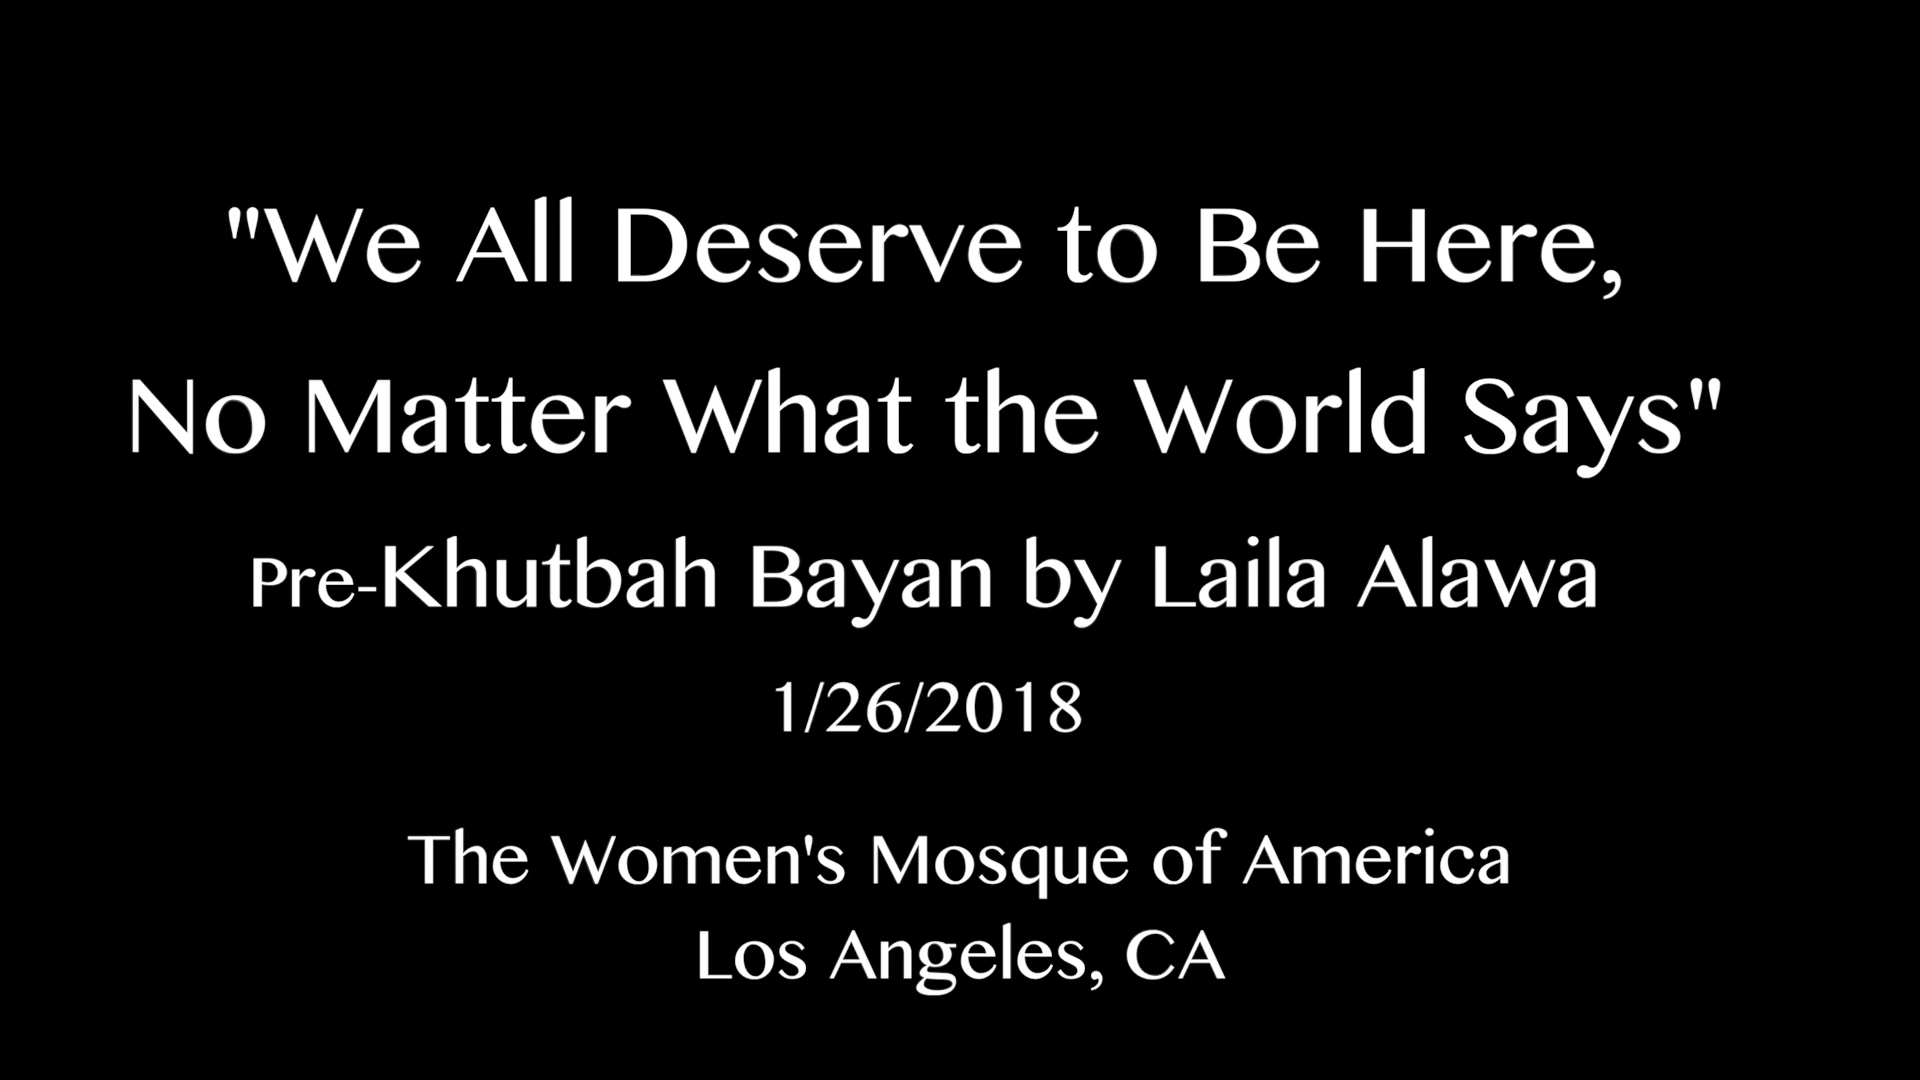 "We All Deserve to Be Here,
No Matter What the World Says"
Pre-Khutbah Bayan by Laila Alawa
1/26/2018
The Women's Mosque of America
Los Angeles, CA